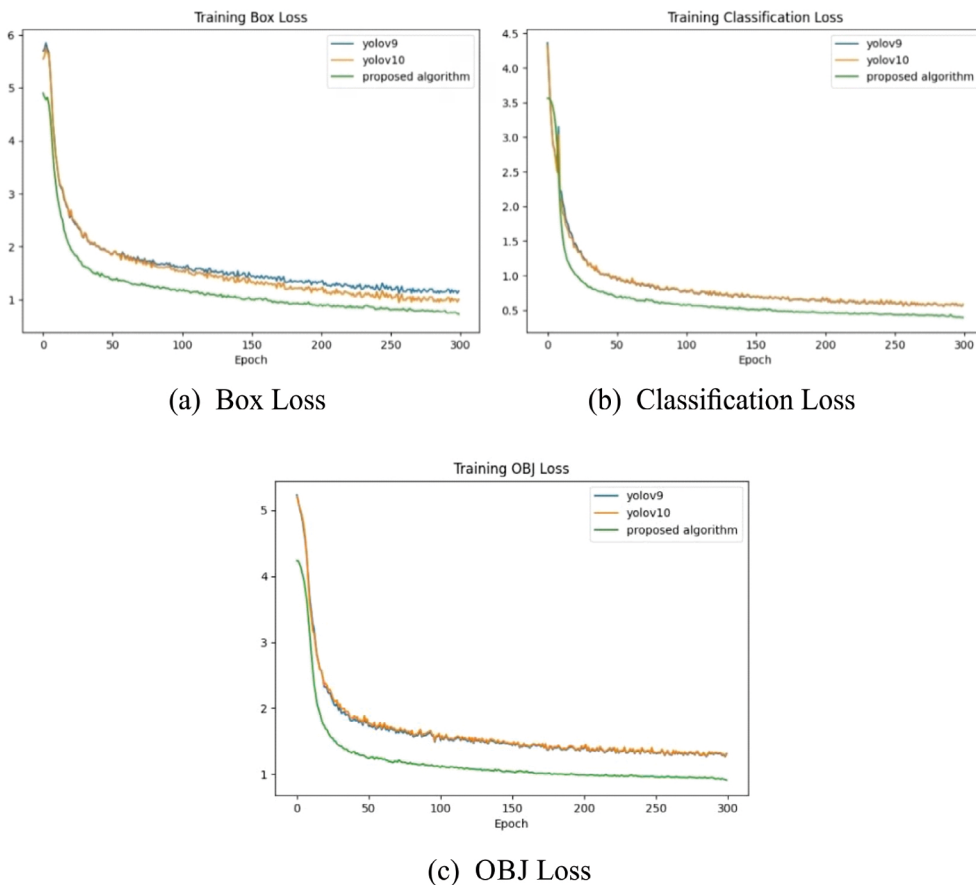 Training Box Loss
6
5
4
3
2
1
0
50
100
150
200
250
300
Epoch
yolov9
yolov10
proposed algorithm
(a) Box Loss
Training Classification Loss
4.5
4.0
3.5
3.0
2.5
2.0
1.5
1.0
0.5
0
50
100
150
200
250
300
Epoch
yolov9
yolov10
proposed algorithm
(b) Classification Loss
Training OBJ Loss
5
4
3
2
1
0
50
100
150
200
250
300
Epoch
yolov9
yolov10
proposed algorithm
(c) OBJ Loss